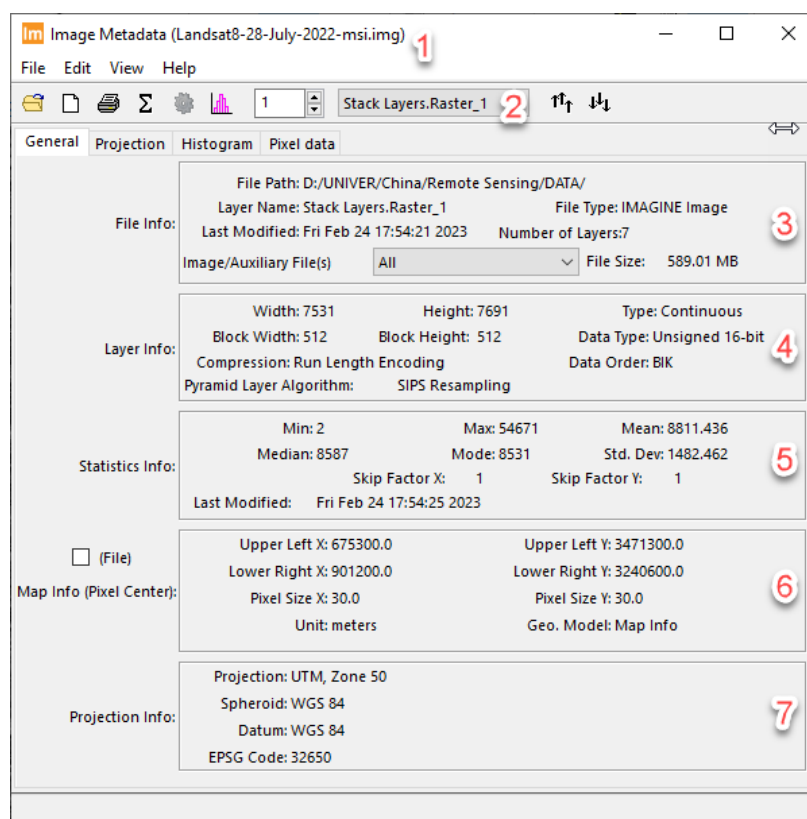 Im Image Metadata (Landsat8-28-July-2022-msi.img) 1
File Edit View Help
Σ 1 Stack Layers.Raster_1 2
General Projection Histogram Pixel data
File Info:
File Path: D:/UNIVER/China/Remote Sensing/DATA/
Layer Name: Stack Layers.Raster_1 File Type: IMAGINE Image
Last Modified: Fri Feb 24 17:54:21 2023 Number of Layers:7
Image/Auxiliary File(s) All File Size: 589.01 MB
3
Layer Info:
Width: 7531 Height: 7691 Type: Continuous
Block Width: 512 Block Height: 512 Data Type: Unsigned 16-bit
Compression: Run Length Encoding Data Order: BIK
Pyramid Layer Algorithm: SIPS Resampling
4
Statistics Info:
Min: 2 Max: 54671 Mean: 8811.436
Median: 8587 Mode: 8531 Std. Dev: 1482.462
Skip Factor X: 1 Skip Factor Y: 1
Last Modified: Fri Feb 24 17:54:25 2023
5
(File)
Map Info (Pixel Center):
Upper Left X: 675300.0 Upper Left Y: 3471300.0
Lower Right X: 901200.0 Lower Right Y: 3240600.0
Pixel Size X: 30.0 Pixel Size Y: 30.0
Unit: meters Geo. Model: Map Info
6
Projection Info:
Projection: UTM, Zone 50
Spheroid: WGS 84
Datum: WGS 84
EPSG Code: 32650
7